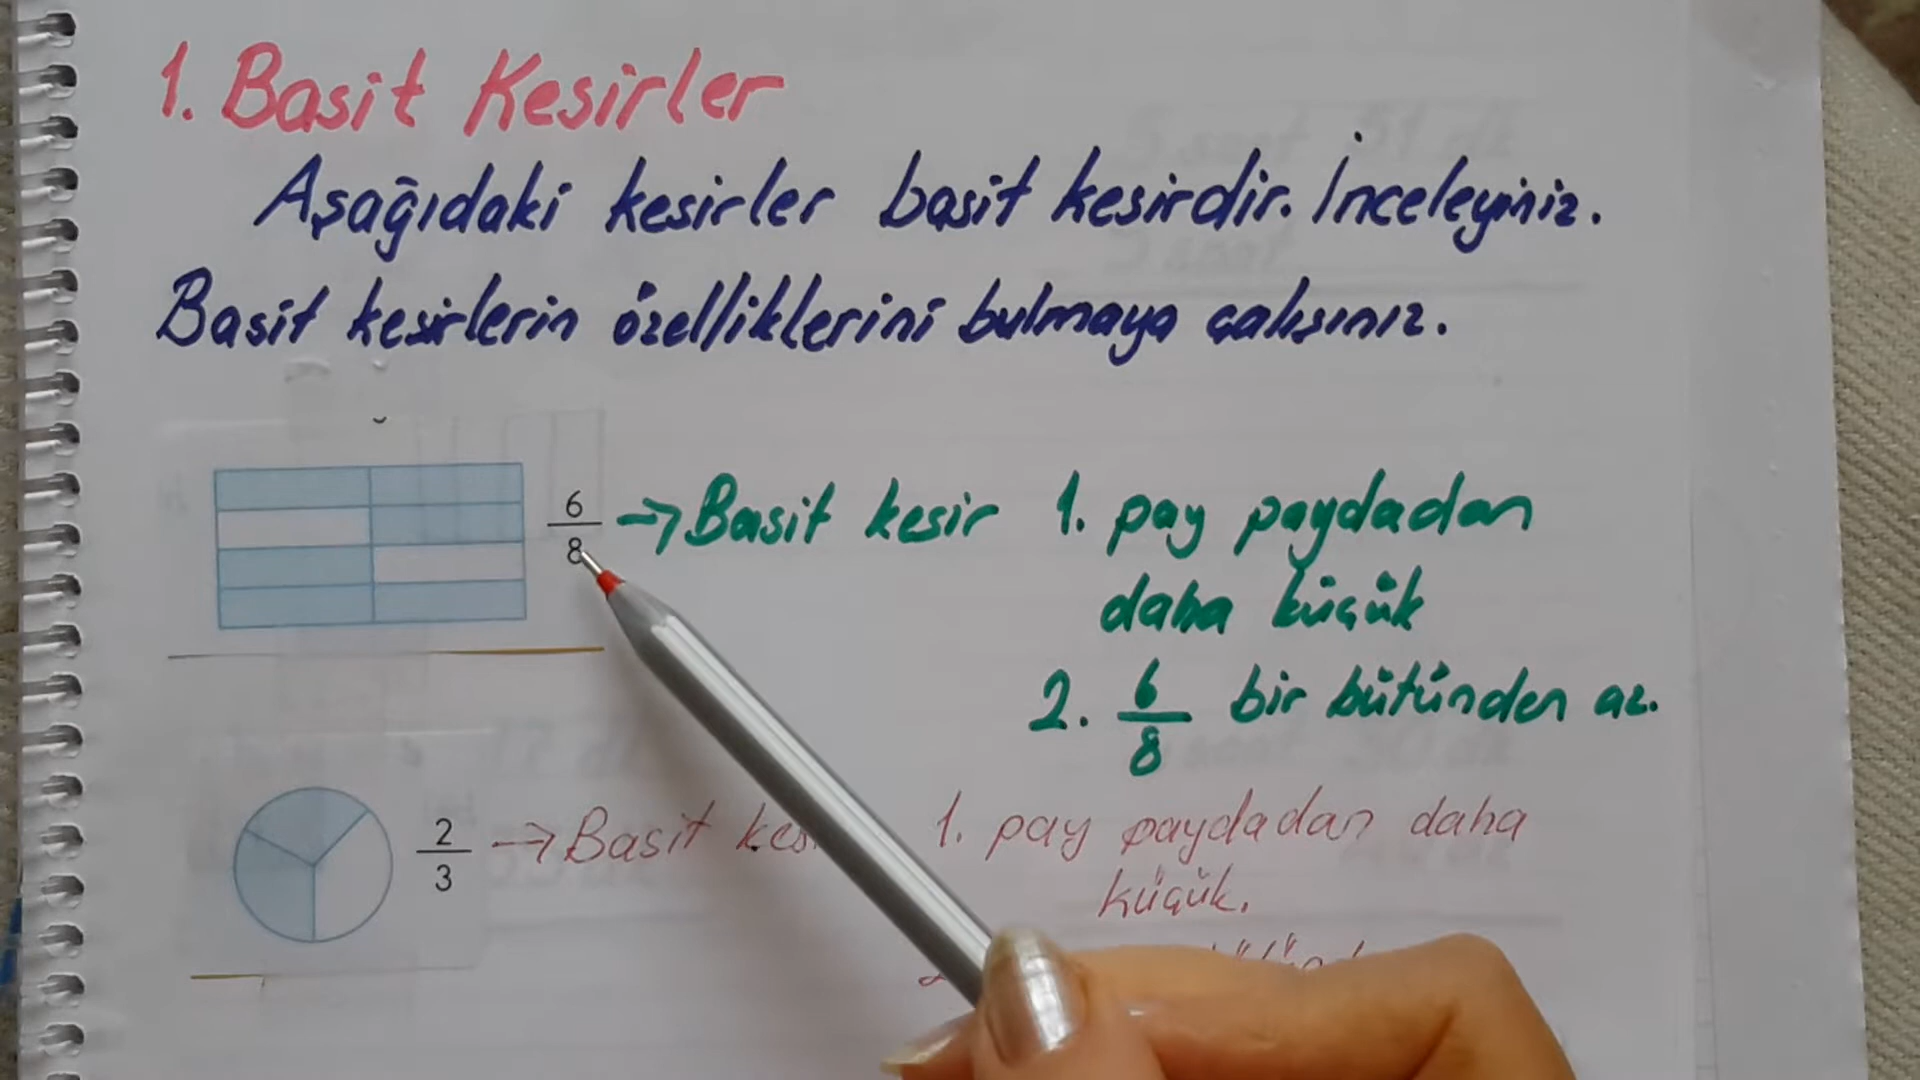 1. Basit Kesirler
Aşağıdaki kesirler basit kesirdir. İnceleyiniz.
Basit kesirlerin özelliklerini bulmaya çalışınız.
6/8 → Basit kesir 1. pay paydadan
daha küçük
2. 6/8 bir bütünden az.
2/3 → Basit 1. pay paydadan daha
küçük.